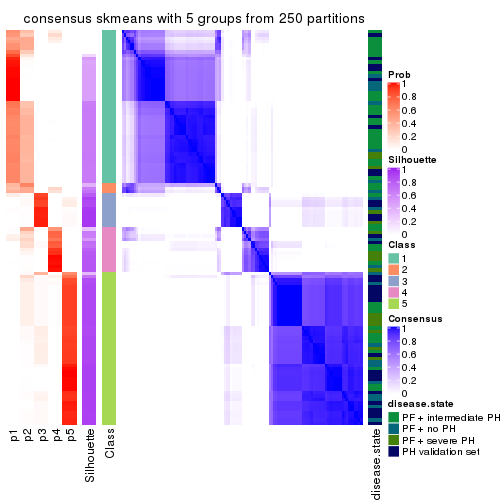 consensus skmeans with 5 groups from 250 partitions
Prob
1
0.8
0.6
0.4
0.2
0
Silhouette
1
0.8
0.6
0.4
0.2
0
Class
1
2
3
4
5
Consensus
1
0.8
0.6
0.4
0.2
0
disease.state
PF + intermediate PH
PF + no PH
PF + severe PH
PH validation set
p1
p2
p3
p4
p5
Silhouette
Class
disease.state